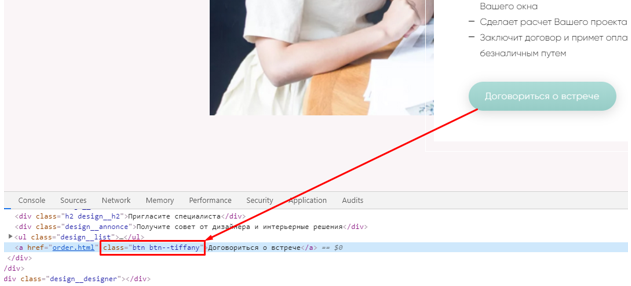 Вашего окна
– Сделает расчет Вашего проекта
– Заключит договор и примет опла
безналичным путем
Договориться о встрече
Console Sources Network Memory Performance Security Application Audits
<div class="h2 design__h2">Пригласите специалиста</div>
<div class="design__annonce">Получите совет от дизайнера и интерьерные решения</div>
<ul class="design__list">…</ul>
<a href="order.html" class="btn btn--tiffany">Договориться о встрече</a> == $0
</div>
/div>
div class="design__designer"></div>